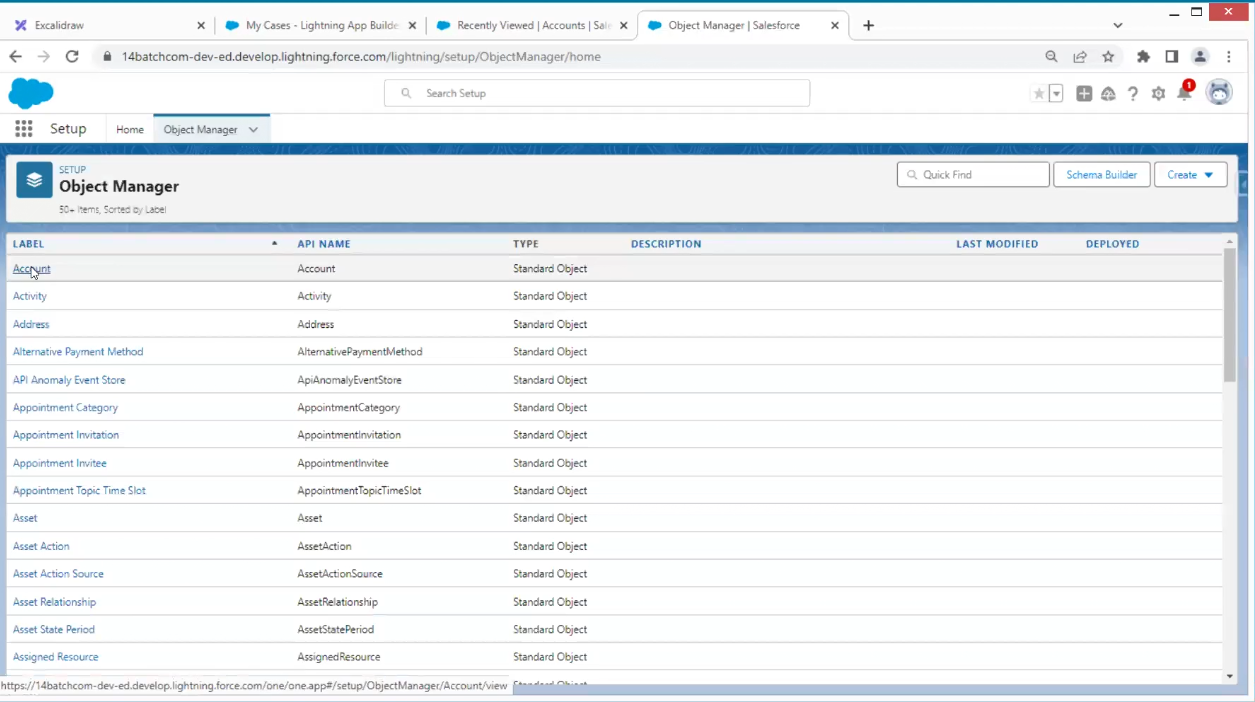 Excalidraw
My Cases - Lightning App Builde
Recently Viewed | Accounts | Sale
Object Manager | Salesforce
14batchcom-dev-ed.develop.lightning.force.com/lightning/setup/ObjectManager/home
Search Setup
1
Setup
Home
Object Manager
SETUP
Object Manager
50+ Items, Sorted by Label
Quick Find
Schema Builder
Create
LABEL API NAME TYPE DESCRIPTION LAST MODIFIED DEPLOYED
Account Account Standard Object
Activity Activity Standard Object
Address Address Standard Object
Alternative Payment Method AlternativePaymentMethod Standard Object
API Anomaly Event Store ApiAnomalyEventStore Standard Object
Appointment Category AppointmentCategory Standard Object
Appointment Invitation AppointmentInvitation Standard Object
Appointment Invitee AppointmentInvitee Standard Object
Appointment Topic Time Slot AppointmentTopicTimeSlot Standard Object
Asset Asset Standard Object
Asset Action AssetAction Standard Object
Asset Action Source AssetActionSource Standard Object
Asset Relationship AssetRelationship Standard Object
Asset State Period AssetStatePeriod Standard Object
Assigned Resource AssignedResource Standard Object
https://14batchcom-dev-ed.develop.lightning.force.com/one/one.app#/setup/ObjectManager/Account/view